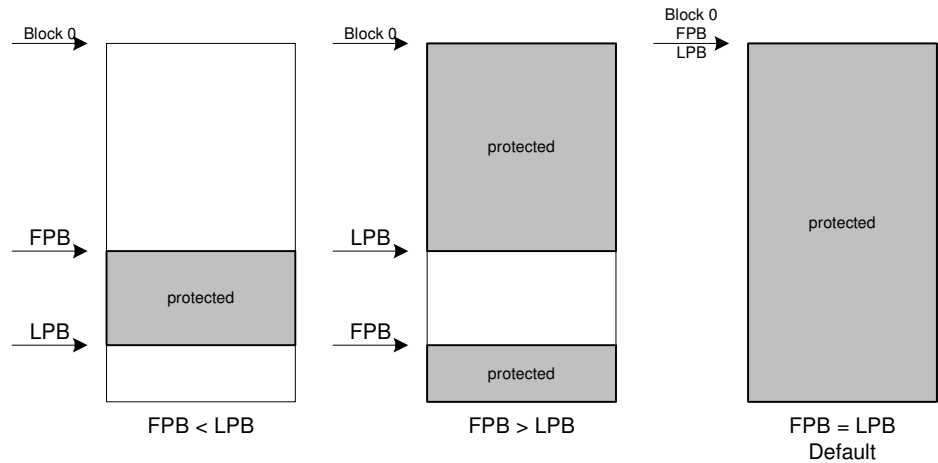 Block 0
FPB
protected
LPB
FPB < LPB
Block 0
protected
LPB
FPB
protected
FPB > LPB
Block 0
FPB
LPB
protected
FPB = LPB
Default